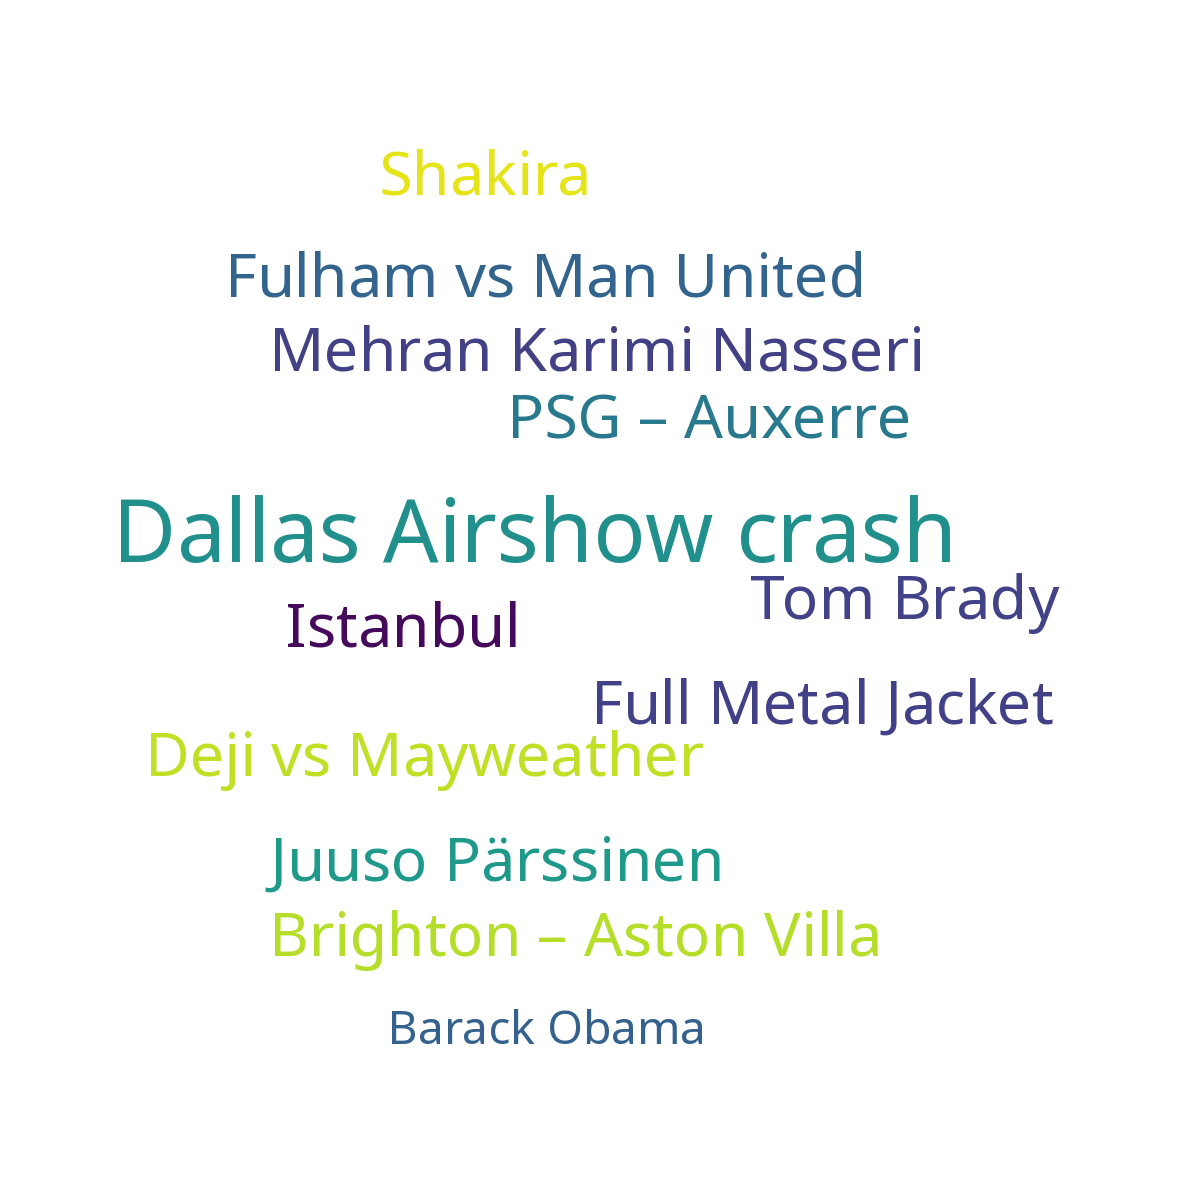 Shakira
Fulham vs Man United
Mehran Karimi Nasseri
PSG – Auxerre
Dallas Airshow crash
Tom Brady
Istanbul
Full Metal Jacket
Deji vs Mayweather
Juuso Pärssinen
Brighton – Aston Villa
Barack Obama